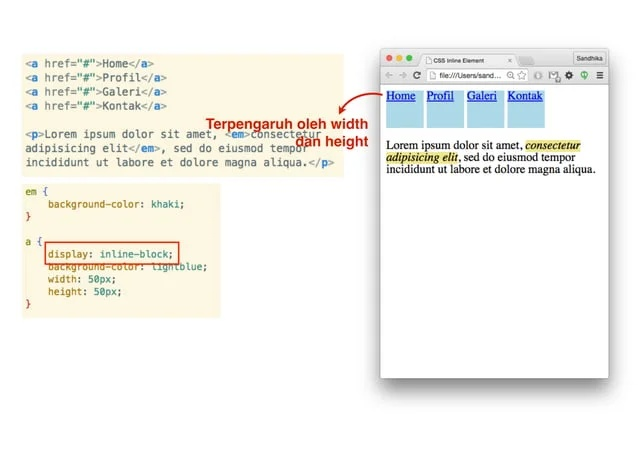 <a href="#">Home</a>
<a href="#">Profil</a>
<a href="#">Galeri</a>
<a href="#">Kontak</a>
<p>Lorem ipsum dolor sit amet, <em>consectetur
adipisicing elit</em>, sed do eiusmod tempor
incididunt ut labore et dolore magna aliqua.</p>
Terpengaruh oleh width
dan height
em {
background-color: khaki;
}
a {
display: inline-block;
background-color: lightblue;
width: 50px;
height: 50px;
}
CSS Inline Element
Sandhika
file:///Users/sand...
Home Profil Galeri Kontak
Lorem ipsum dolor sit amet, consectetur
adipisicing elit, sed do eiusmod tempor
incididunt ut labore et dolore magna aliqua.